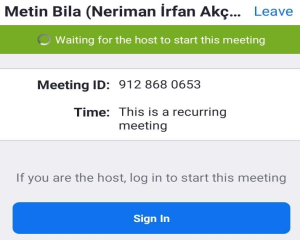 Metin Bila (Neriman İrfan Akç... Leave
Waiting for the host to start this meeting
Meeting ID: 912 868 0653
Time: This is a recurring
meeting
If you are the host, log in to start this meeting
Sign In